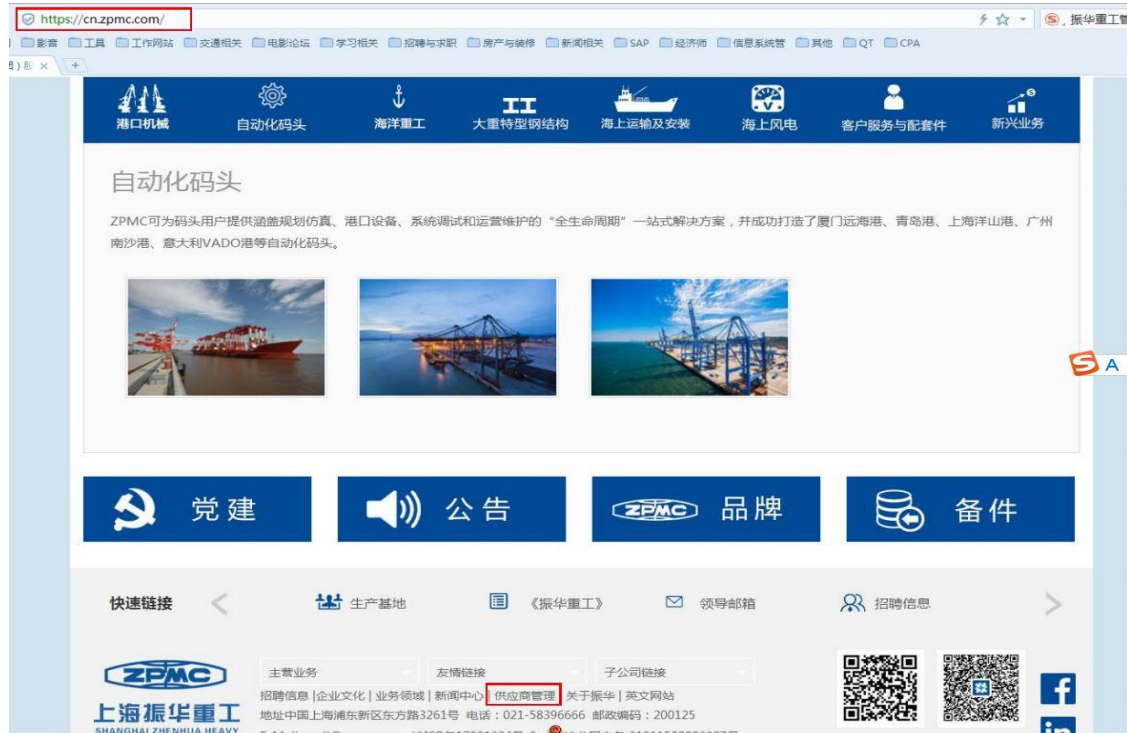 https://cn.zpmc.com/
振华重工管
影音 工具 工作网站 交通相关 电影论坛 学习相关 招聘与求职 房产与装修 新闻相关 SAP 经济师 信息系统管 其他 QT CPA
港口机械 自动化码头 海洋重工 大重特型钢结构 海上运输及安装 海上风电 客户服务与配套件 新兴业务
自动化码头
ZPMC可为码头用户提供涵盖规划仿真、港口设备、系统调试和运营维护的“全生命周期”一站式解决方案，并成功打造了厦门远海港、青岛港、上海洋山港、广州
南沙港、意大利VADO港等自动化码头。
S A
党建 公告 ZPMC 品牌 备件
快速链接 生产基地 《振华重工》 领导邮箱 招聘信息
ZPMC
主营业务 友情链接 子公司链接
招聘信息 | 企业文化 | 业务领域 | 新闻中心 | 供应商管理 关于振华 | 英文网站
上海振华重工
地址中国上海浦东新区东方路3261号 电话：021-58396666 邮政编码：200125
SHANGHAI ZHENHUA HEAVY
f
in